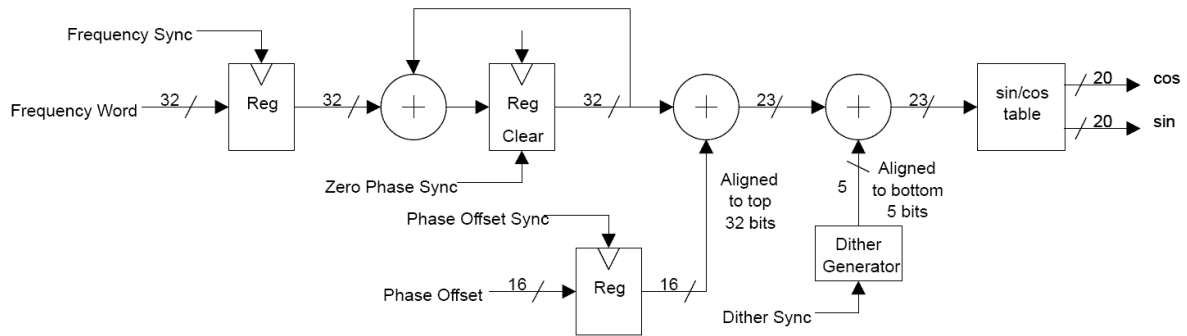 Frequency Sync
Frequency Word
32
Reg
32
Reg
Clear
Zero Phase Sync
32
23
23
sin/cos
table
20
cos
20
sin
Aligned
to top
32 bits
5
Aligned
to bottom
5 bits
Phase Offset Sync
Phase Offset
16
Reg
16
Dither
Generator
Dither Sync